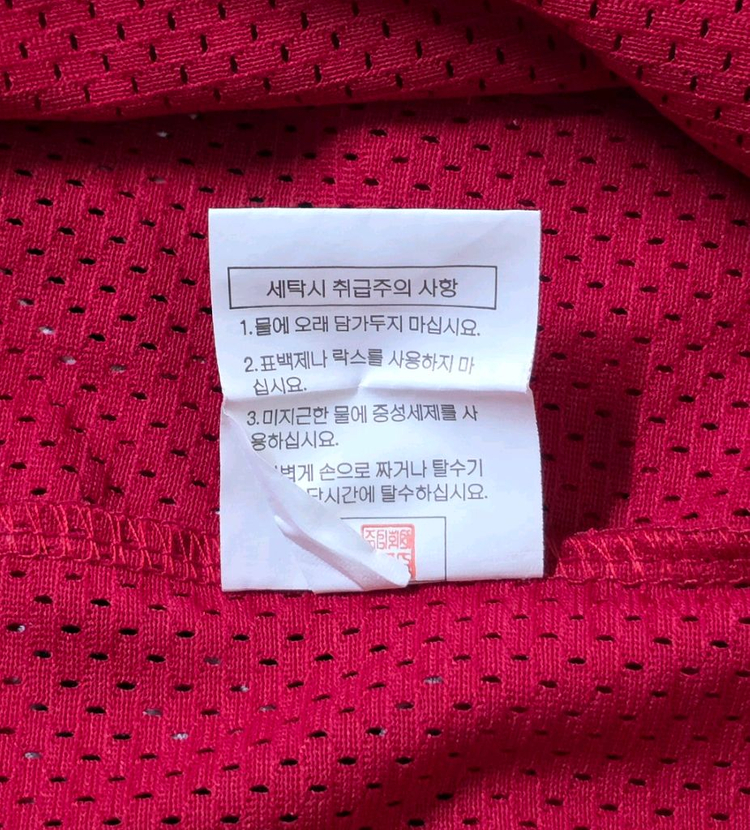 세탁시 취급주의 사항
1.물에 오래 담가두지 마십시요.
2.표백제나 락스를 사용하지 마
십시요.
3.미지근한 물에 중성세제를 사
용하십시요.
손으로 짜거나 탈수기
탈수하십시요.